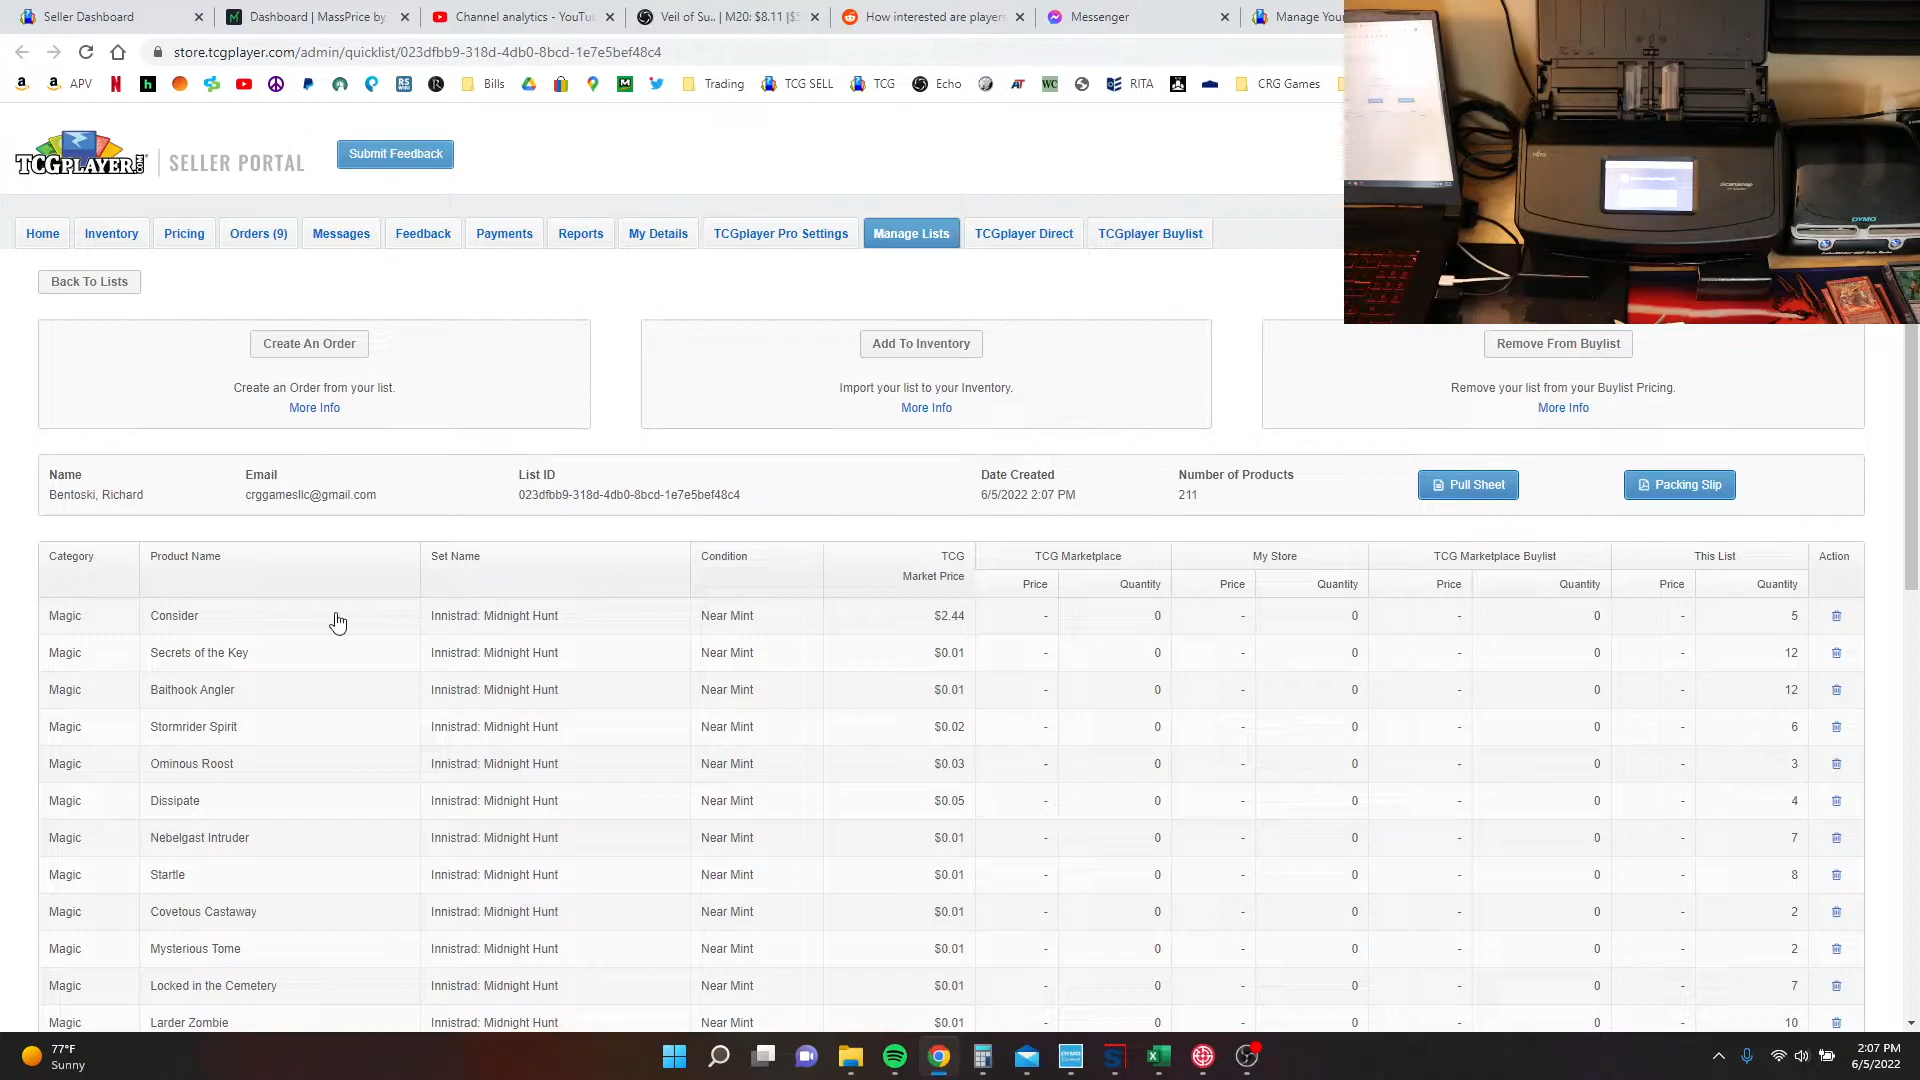 Seller Dashboard
Dashboard | MassPrice by
Channel analytics - YouTu
Veil of Su.. | M20: $8.11 |$5
How interested are player
Messenger
Manage Your
store.tcgplayer.com/admin/quicklist/023dfbb9-318d-4db0-8bcd-1e7e5bef48c4
APV
Bills
Trading
TCG SELL
TCG
Echo
RITA
CRG Games
TCGPLAYER.COM
SELLER PORTAL
Submit Feedback
Home
Inventory
Pricing
Orders (9)
Messages
Feedback
Payments
Reports
My Details
TCGplayer Pro Settings
Manage Lists
TCGplayer Direct
TCGplayer Buylist
Back To Lists
Create An Order
Create an Order from your list.
More Info
Add To Inventory
Import your list to your Inventory.
More Info
Remove From Buylist
Remove your list from your Buylist Pricing.
More Info
Name Email List ID Date Created Number of Products
Bentoski, Richard crggamesllc@gmail.com 023dfbb9-318d-4db0-8bcd-1e7e5bef48c4 6/5/2022 2:07 PM 211
Pull Sheet
Packing Slip
Category Product Name Set Name Condition TCG Market Price TCG Marketplace My Store TCG Marketplace Buylist This List Action
Price Quantity Price Quantity Price Quantity Price Quantity
Magic Consider Innistrad: Midnight Hunt Near Mint $2.44 - 0 - 0 - 0 - 5
Magic Secrets of the Key Innistrad: Midnight Hunt Near Mint $0.01 - 0 - 0 - 0 - 12
Magic Baithook Angler Innistrad: Midnight Hunt Near Mint $0.01 - 0 - 0 - 0 - 12
Magic Stormrider Spirit Innistrad: Midnight Hunt Near Mint $0.02 - 0 - 0 - 0 - 6
Magic Ominous Roost Innistrad: Midnight Hunt Near Mint $0.03 - 0 - 0 - 0 - 3
Magic Dissipate Innistrad: Midnight Hunt Near Mint $0.05 - 0 - 0 - 0 - 4
Magic Nebelgast Intruder Innistrad: Midnight Hunt Near Mint $0.01 - 0 - 0 - 0 - 7
Magic Startle Innistrad: Midnight Hunt Near Mint $0.01 - 0 - 0 - 0 - 8
Magic Covetous Castaway Innistrad: Midnight Hunt Near Mint $0.01 - 0 - 0 - 0 - 2
Magic Mysterious Tome Innistrad: Midnight Hunt Near Mint $0.01 - 0 - 0 - 0 - 2
Magic Locked in the Cemetery Innistrad: Midnight Hunt Near Mint $0.01 - 0 - 0 - 0 - 7
Magic Larder Zombie Innistrad: Midnight Hunt Near Mint $0.01 - 0 - 0 - 0 - 10
77°F
Sunny
2:07 PM
6/5/2022
FUJITSU
ScanSnap
DYMO